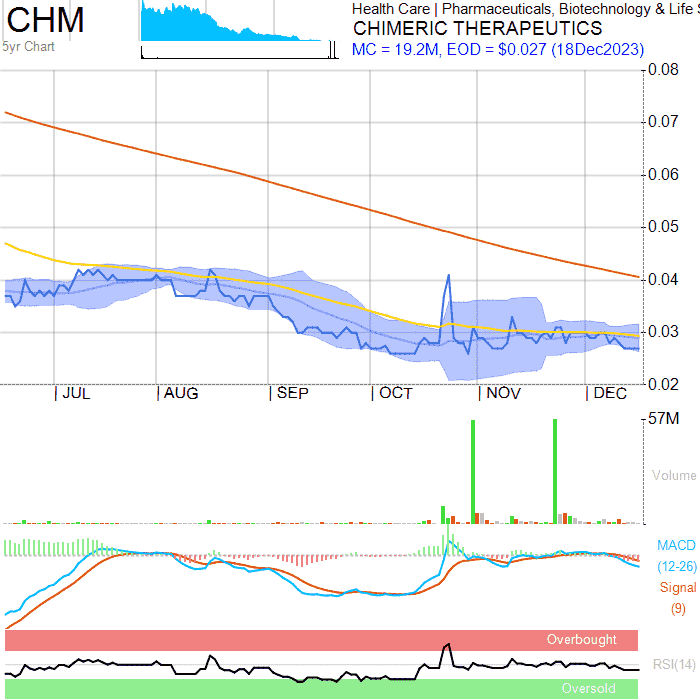 CHM
5yr Chart
Health Care | Pharmaceuticals, Biotechnology & Life
CHIMERIC THERAPEUTICS
MC = 19.2M, EOD = $0.027 (18Dec2023)
0.08
0.07
0.06
0.05
0.04
0.03
0.02
JUL AUG SEP OCT NOV DEC
57M
Volume
MACD
(12-26)
Signal
(9)
Overbought
RSI(14)
Oversold